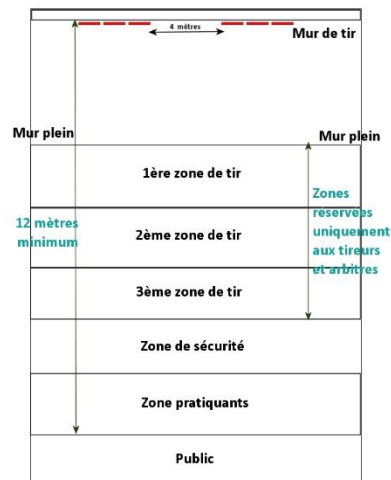 4 mètres
Mur de tir
Mur plein
Mur plein
1ère zone de tir
Zones
reservées
uniquement
aux tireurs
et arbitres
12 mètres
minimum
2ème zone de tir
3ème zone de tir
Zone de sécurité
Zone pratiquants
Public